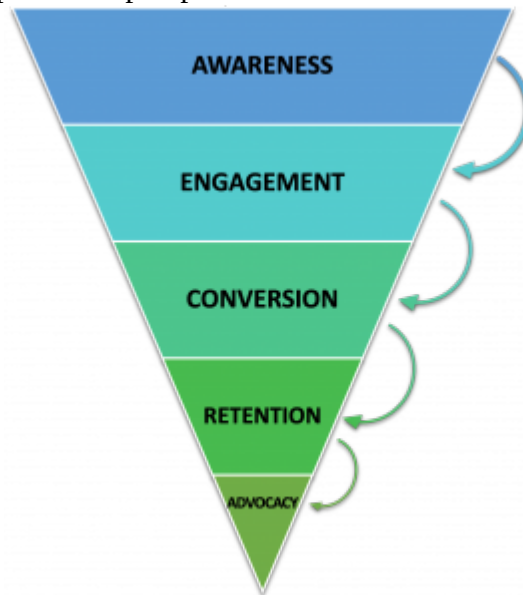 AWARENESS
ENGAGEMENT
CONVERSION
RETENTION
ADVOCACY